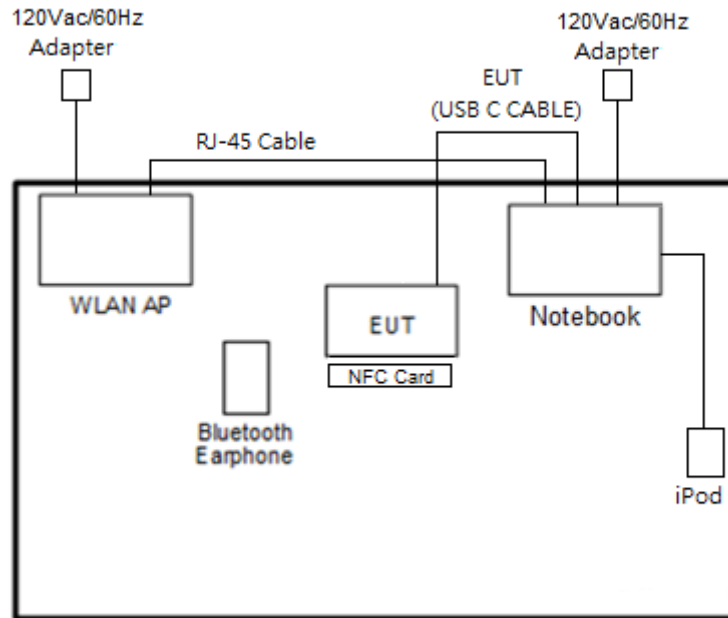 120Vac/60Hz
Adapter
120Vac/60Hz
Adapter
EUT
(USB C CABLE)
RJ-45 Cable
WLAN AP
EUT
NFC Card
Notebook
Bluetooth
Earphone
iPod